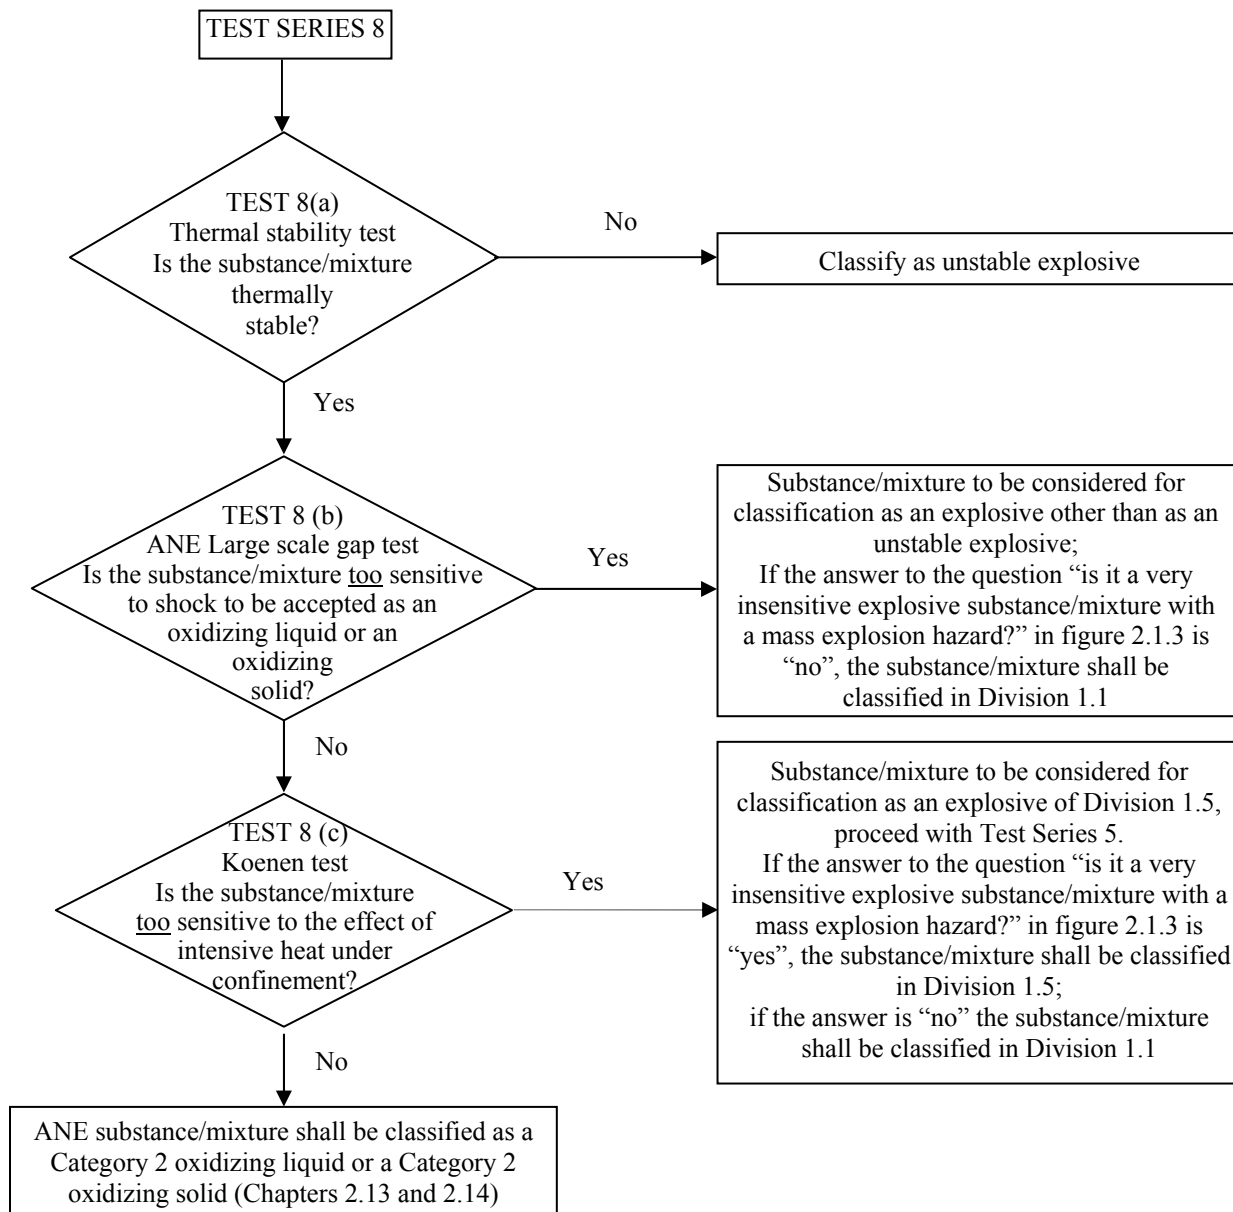 TEST SERIES 8
TEST 8(a)
Thermal stability test
Is the substance/mixture
thermally
stable?
No
Classify as unstable explosive
Yes
TEST 8 (b)
ANE Large scale gap test
Is the substance/mixture too sensitive
to shock to be accepted as an
oxidizing liquid or an
oxidizing
solid?
Yes
Substance/mixture to be considered for
classification as an explosive other than as an
unstable explosive;
If the answer to the question “is it a very
insensitive explosive substance/mixture with
a mass explosion hazard?” in figure 2.1.3 is
“no”, the substance/mixture shall be
classified in Division 1.1
No
TEST 8 (c)
Koenen test
Is the substance/mixture
too sensitive to the effect of
intensive heat under
confinement?
Yes
Substance/mixture to be considered for
classification as an explosive of Division 1.5,
proceed with Test Series 5.
If the answer to the question “is it a very
insensitive explosive substance/mixture with a
mass explosion hazard?” in figure 2.1.3 is
“yes”, the substance/mixture shall be classified
in Division 1.5;
if the answer is “no” the substance/mixture
shall be classified in Division 1.1
No
ANE substance/mixture shall be classified as a
Category 2 oxidizing liquid or a Category 2
oxidizing solid (Chapters 2.13 and 2.14)